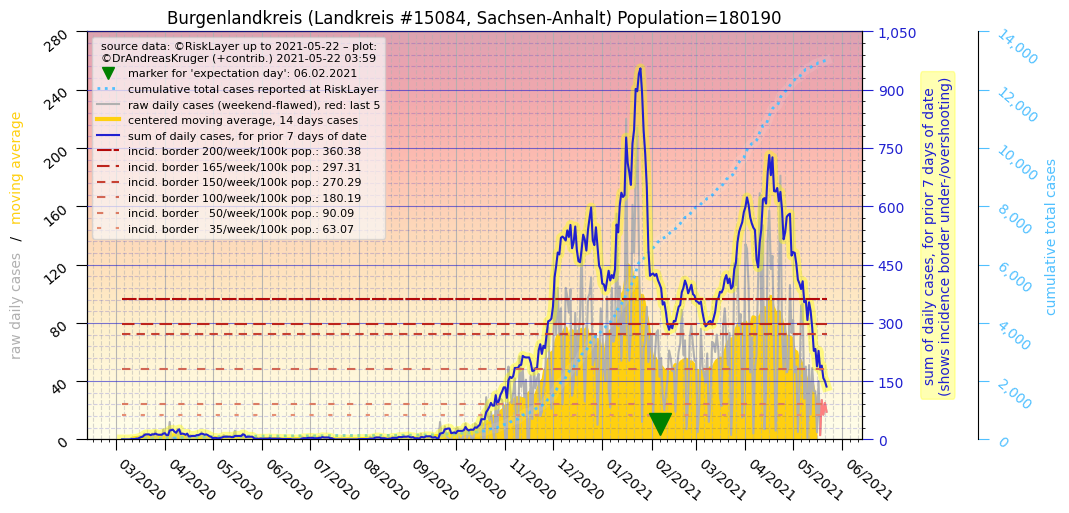 Burgenlandkreis (Landkreis #15084, Sachsen-Anhalt) Population=180190
source data: ©RiskLayer up to 2021-05-22 – plot:
©DrAndreasKruger (+contrib.) 2021-05-22 03:59
marker for 'expectation day': 06.02.2021
cumulative total cases reported at RiskLayer
raw daily cases (weekend-flawed), red: last 5
centered moving average, 14 days cases
sum of daily cases, for prior 7 days of date
incid. border 200/week/100k pop.: 360.38
incid. border 165/week/100k pop.: 297.31
incid. border 150/week/100k pop.: 270.29
incid. border 100/week/100k pop.: 180.19
incid. border   50/week/100k pop.: 90.09
incid. border   35/week/100k pop.: 63.07
raw daily cases  /  moving average
280
240
200
160
120
80
40
0
1,050
900
750
600
450
300
150
0
sum of daily cases, for prior 7 days of date
(shows incidence border under-/overshooting)
14,000
12,000
10,000
8,000
6,000
4,000
2,000
0
cumulative total cases
03/2020
04/2020
05/2020
06/2020
07/2020
08/2020
09/2020
10/2020
11/2020
12/2020
01/2021
02/2021
03/2021
04/2021
05/2021
06/2021